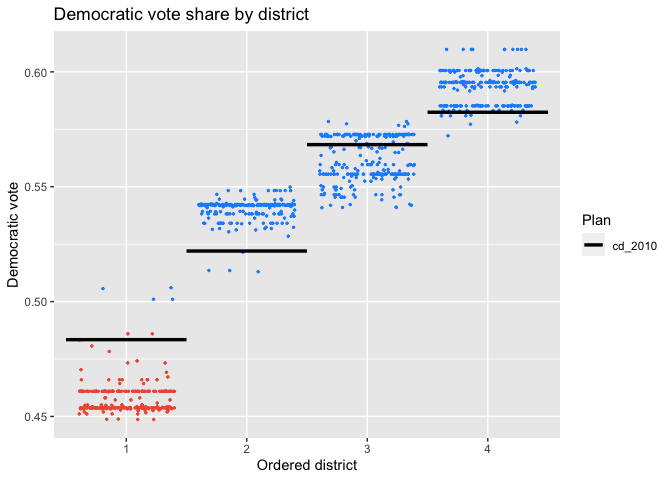 Democratic vote share by district
0.60
0.55
0.50
0.45
Democratic vote
1 2 3 4
Ordered district
Plan
cd_2010